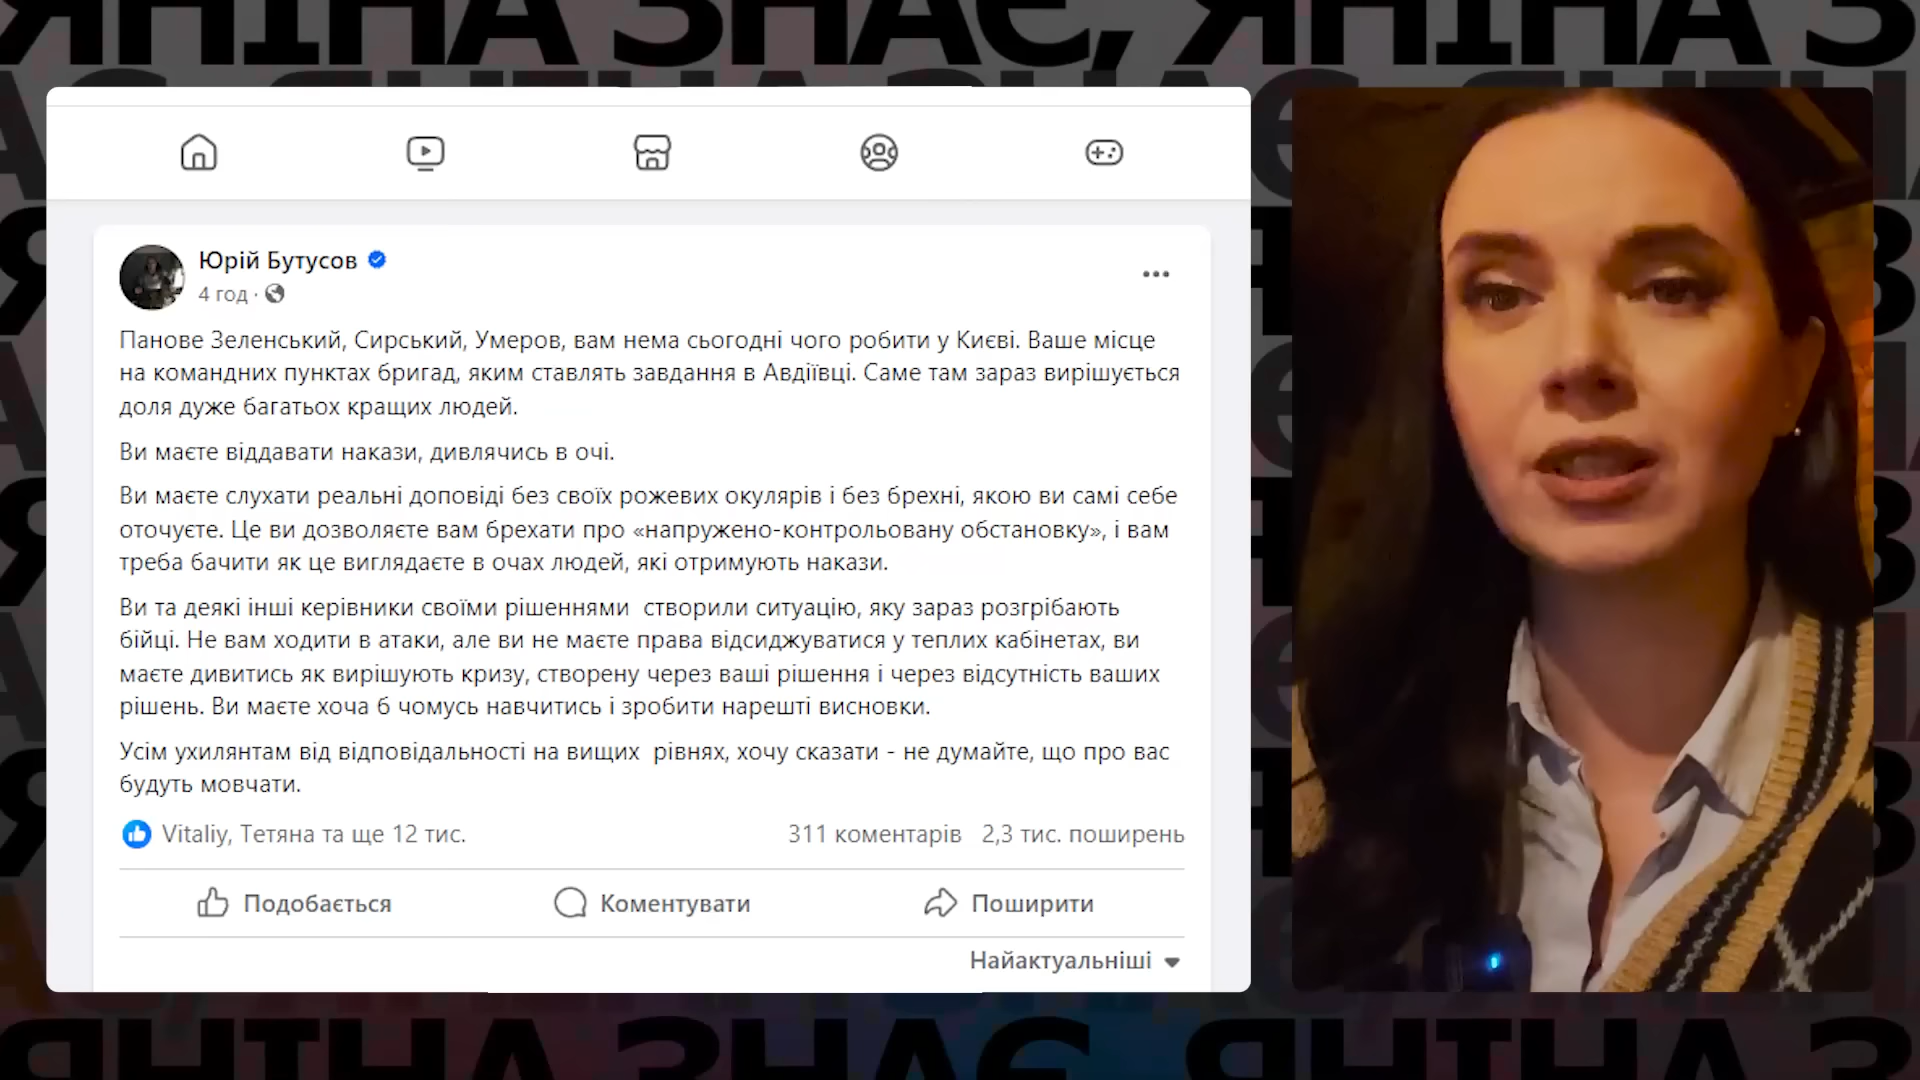 ЯНІНА ЗНАЄ, ЯНІНА З
Юрій Бутусов
4 год ·
Панове Зеленський, Сирський, Умеров, вам нема сьогодні чого робити у Києві. Ваше місце
на командних пунктах бригад, яким ставлять завдання в Авдіївці. Саме там зараз вирішується
доля дуже багатьох кращих людей.
Ви маєте віддавати накази, дивлячись в очі.
Ви маєте слухати реальні доповіді без своїх рожевих окулярів і без брехні, якою ви самі себе
оточуєте. Це ви дозволяєте вам брехати про «напружено-контрольовану обстановку», і вам
треба бачити як це виглядаєте в очах людей, які отримують накази.
Ви та деякі інші керівники своїми рішеннями створили ситуацію, яку зараз розгрібають
бійці. Не вам ходити в атаки, але ви не маєте права відсиджуватися у теплих кабінетах, ви
маєте дивитись як вирішують кризу, створену через ваші рішення і через відсутність ваших
рішень. Ви маєте хоча б чомусь навчитись і зробити нарешті висновки.
Усім ухилянтам від відповідальності на вищих рівнях, хочу сказати - не думайте, що про вас
будуть мовчати.
Vitaliy, Тетяна та ще 12 тис. 311 коментарів 2,3 тис. поширень
Подобається Коментувати Поширити
Найактуальніші
ЯНІНА ЗНАЄ, ЯНІНА З